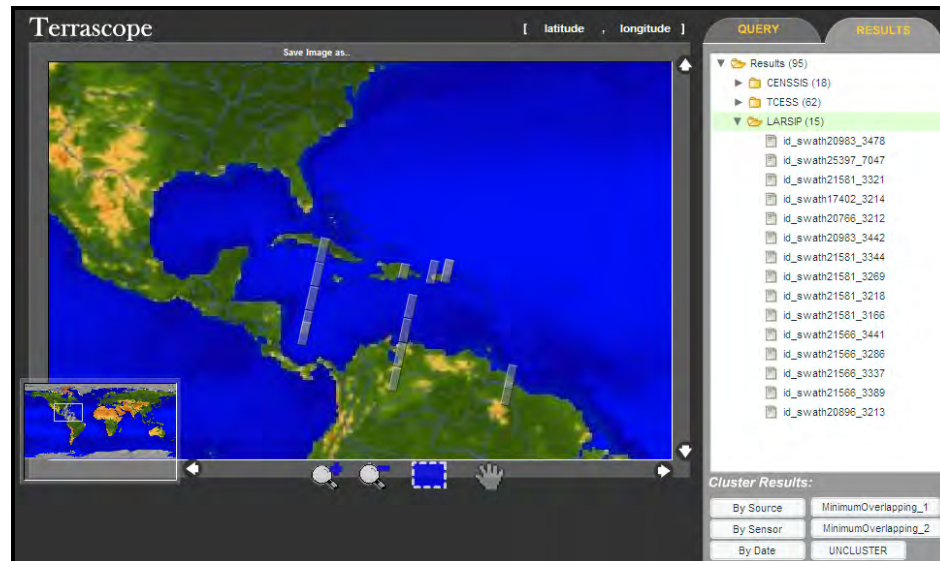 Terrascope
[ latitude , longitude ]
Save Image as..
QUERY
RESULTS
Results (95)
CENSSIS (18)
TCESS (62)
LARSIP (15)
id_swath20983_3478
id_swath25397_7047
id_swath21581_3321
id_swath17402_3214
id_swath20766_3212
id_swath20983_3442
id_swath21581_3344
id_swath21581_3269
id_swath21581_3218
id_swath21581_3166
id_swath21566_3441
id_swath21566_3286
id_swath21566_3337
id_swath21566_3389
id_swath20896_3213
Cluster Results:
By Source
MinimumOverlapping_1
By Sensor
MinimumOverlapping_2
By Date
UNCLUSTER